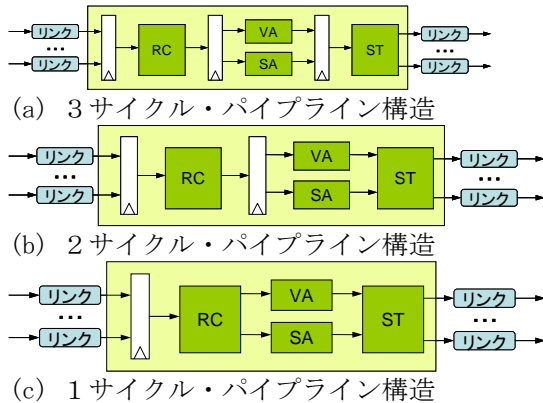 リンク VA リンク
... RC ST ...
リンク SA リンク
(a) 3サイクル・パイプライン構造
リンク VA リンク
... RC ST ...
リンク SA リンク
(b) 2サイクル・パイプライン構造
リンク VA リンク
... RC ST ...
リンク SA リンク
(c) 1サイクル・パイプライン構造